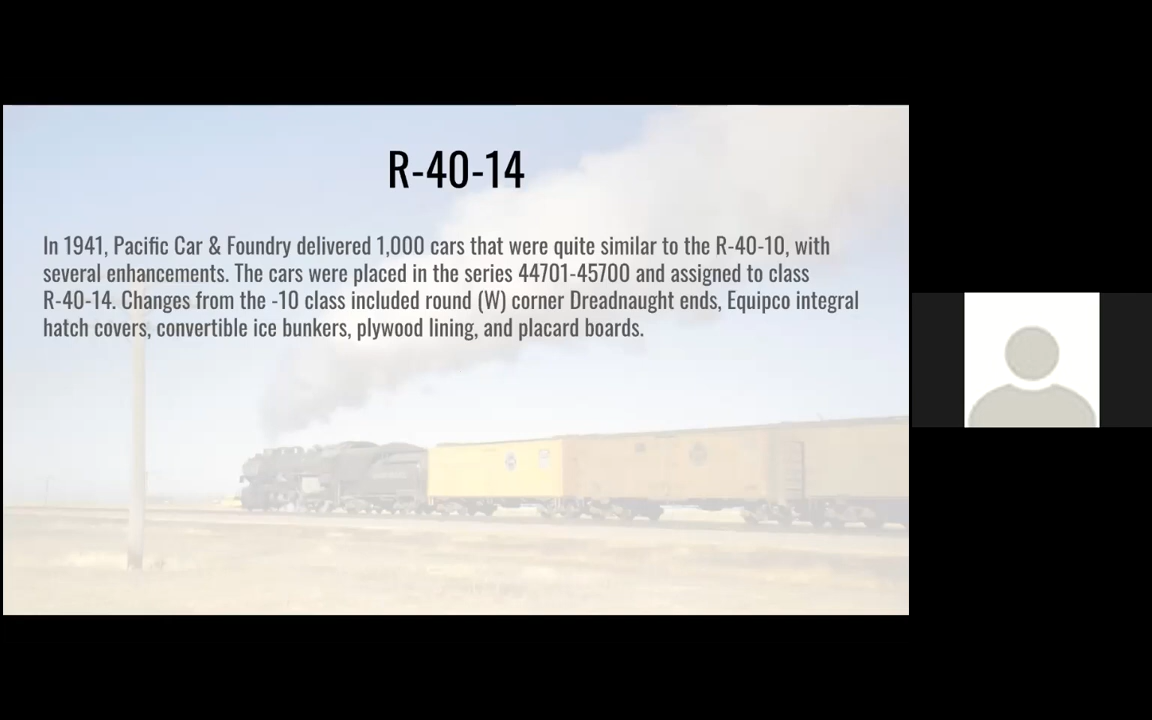 R-40-14
In 1941, Pacific Car & Foundry delivered 1,000 cars that were quite similar to the R-40-10, with
several enhancements. The cars were placed in the series 44701-45700 and assigned to class
R-40-14. Changes from the -10 class included round (W) corner Dreadnaught ends, Equipco integral
hatch covers, convertible ice bunkers, plywood lining, and placard boards.